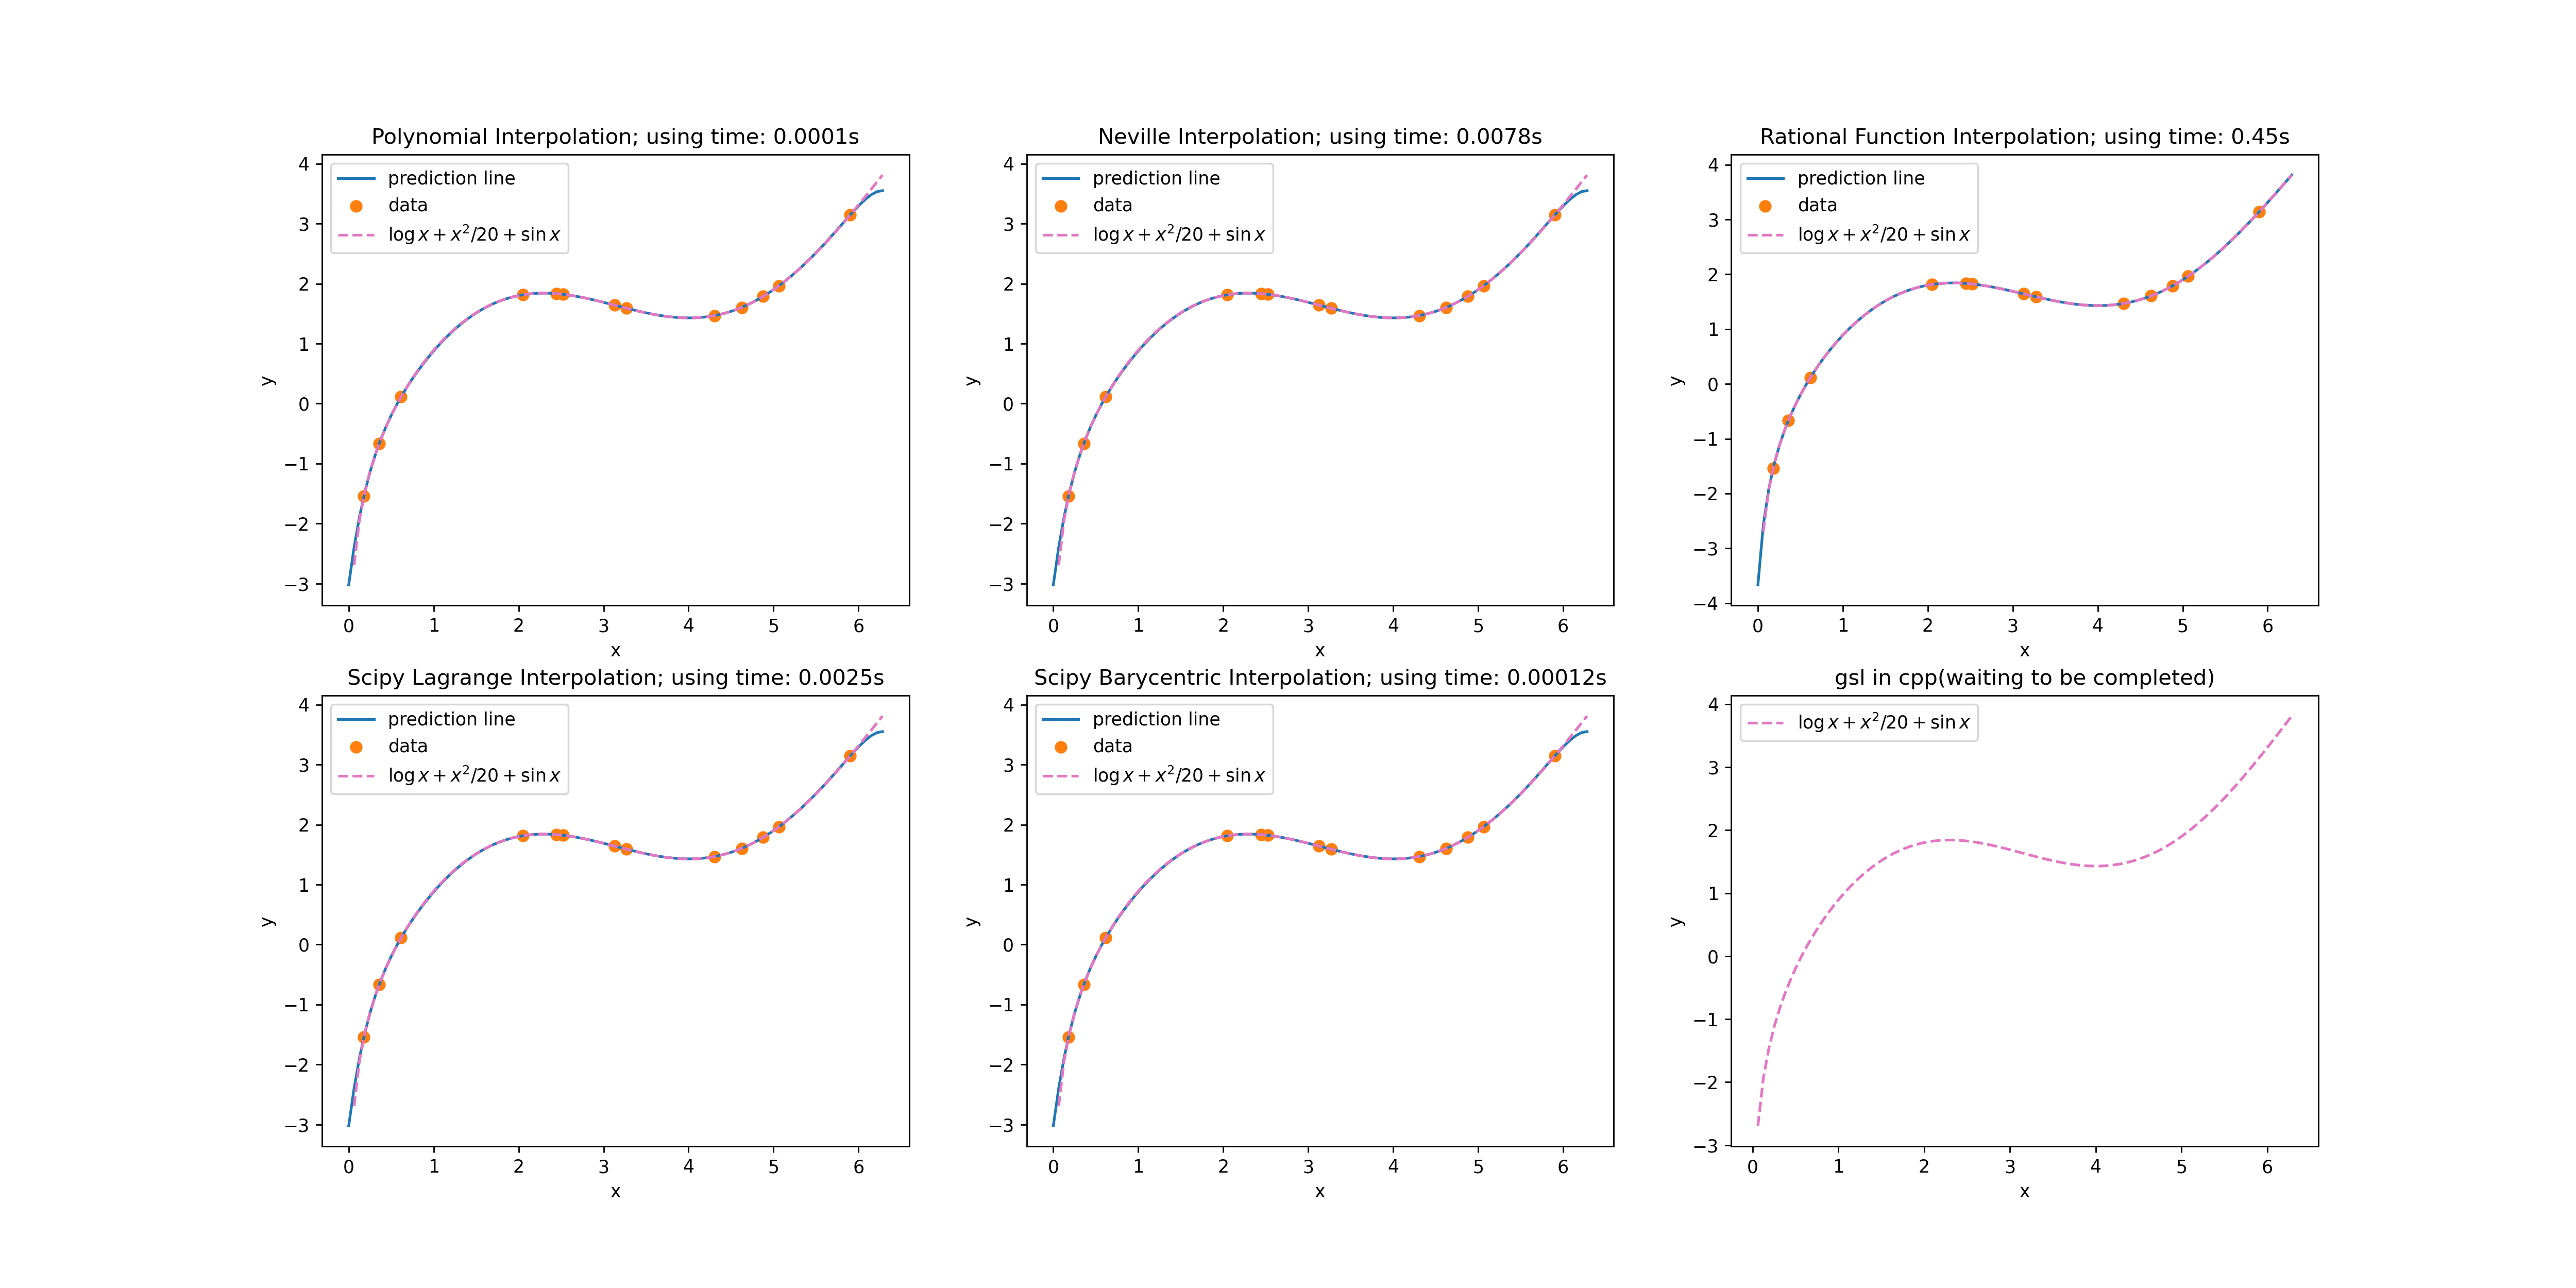 Polynomial Interpolation; using time: 0.0001s
prediction line
data
log x + x²/20 + sin x
4
3
2
1
0
−1
−2
−3
y
0 1 2 3 4 5 6
x
Neville Interpolation; using time: 0.0078s
prediction line
data
log x + x²/20 + sin x
4
3
2
1
0
−1
−2
−3
y
0 1 2 3 4 5 6
x
Rational Function Interpolation; using time: 0.45s
prediction line
data
log x + x²/20 + sin x
4
3
2
1
0
−1
−2
−3
−4
y
0 1 2 3 4 5 6
x
Scipy Lagrange Interpolation; using time: 0.0025s
prediction line
data
log x + x²/20 + sin x
4
3
2
1
0
−1
−2
−3
y
0 1 2 3 4 5 6
x
Scipy Barycentric Interpolation; using time: 0.00012s
prediction line
data
log x + x²/20 + sin x
4
3
2
1
0
−1
−2
−3
y
0 1 2 3 4 5 6
x
gsl in cpp(waiting to be completed)
log x + x²/20 + sin x
4
3
2
1
0
−1
−2
−3
y
0 1 2 3 4 5 6
x